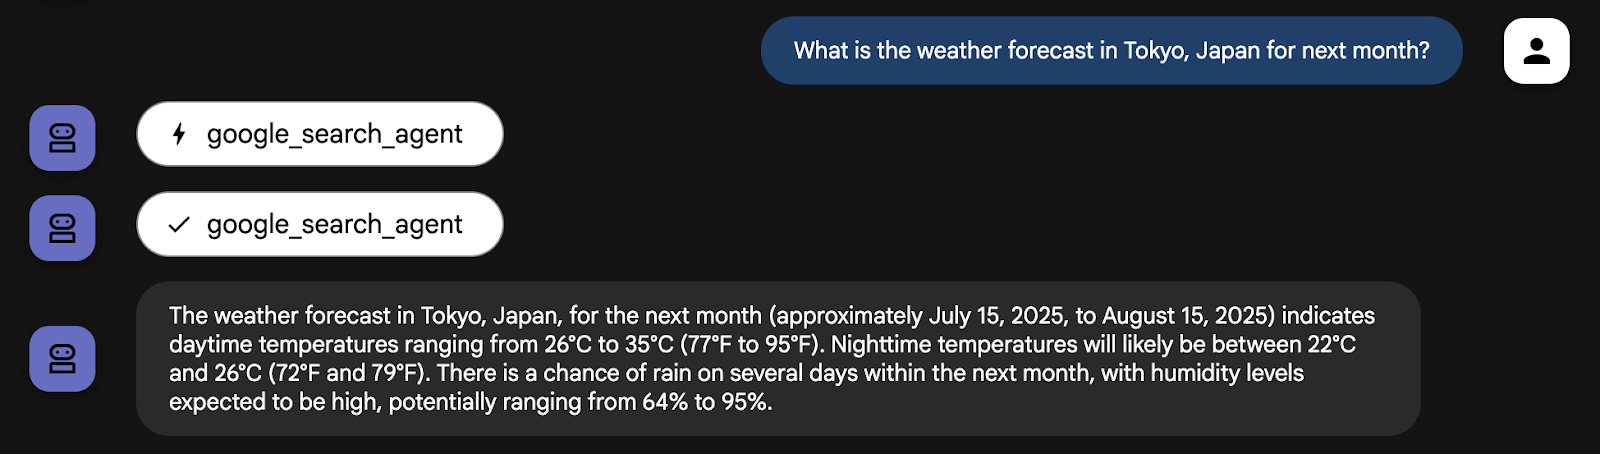 What is the weather forecast in Tokyo, Japan for next month?
google_search_agent
google_search_agent
The weather forecast in Tokyo, Japan, for the next month (approximately July 15, 2025, to August 15, 2025) indicates
daytime temperatures ranging from 26°C to 35°C (77°F to 95°F). Nighttime temperatures will likely be between 22°C
and 26°C (72°F and 79°F). There is a chance of rain on several days within the next month, with humidity levels
expected to be high, potentially ranging from 64% to 95%.